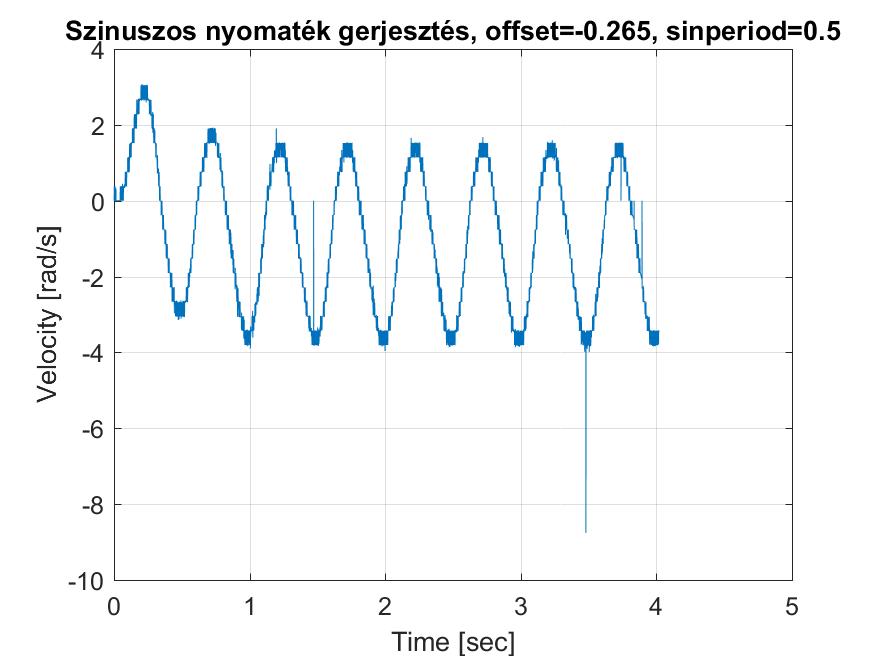 Szinuszos nyomaték gerjesztés, offset=-0.265, sinperiod=0.5
4
2
0
-2
-4
-6
-8
-10
Velocity [rad/s]
0 1 2 3 4 5
Time [sec]